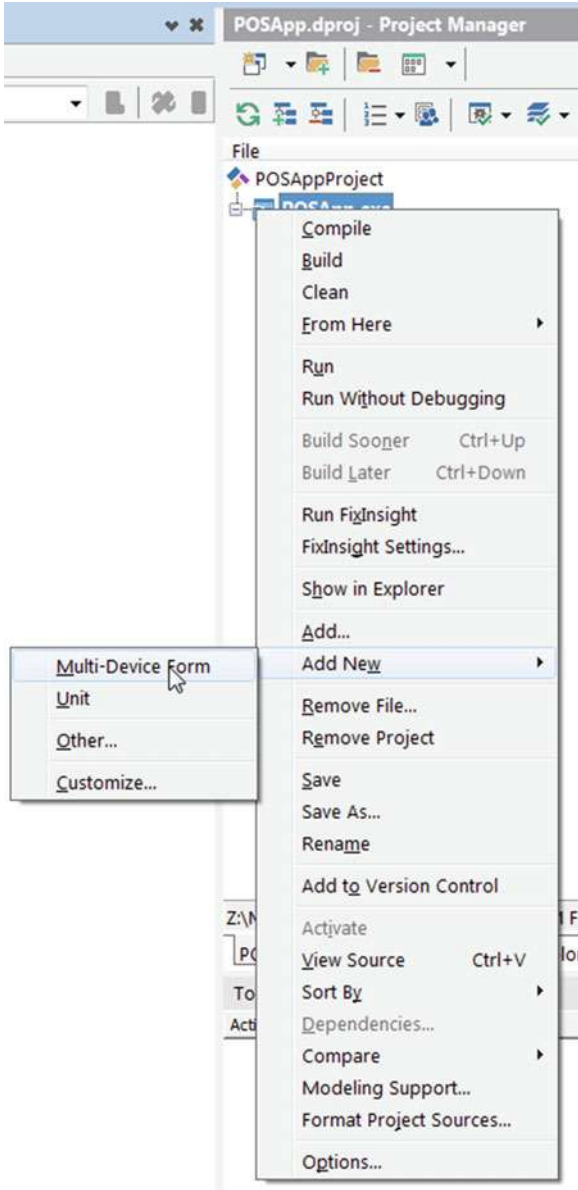 POSApp.dproj - Project Manager
File
POSAppProject
POSApp.exe
Compile
Build
Clean
From Here
Run
Run Without Debugging
Build Sooner Ctrl+Up
Build Later Ctrl+Down
Run FixInsight
FixInsight Settings...
Show in Explorer
Add...
Add New
Multi-Device Form
Unit
Other...
Customize...
Remove File...
Remove Project
Save
Save As...
Rename
Add to Version Control
Activate
View Source Ctrl+V
Sort By
Dependencies...
Compare
Modeling Support...
Format Project Sources...
Options...